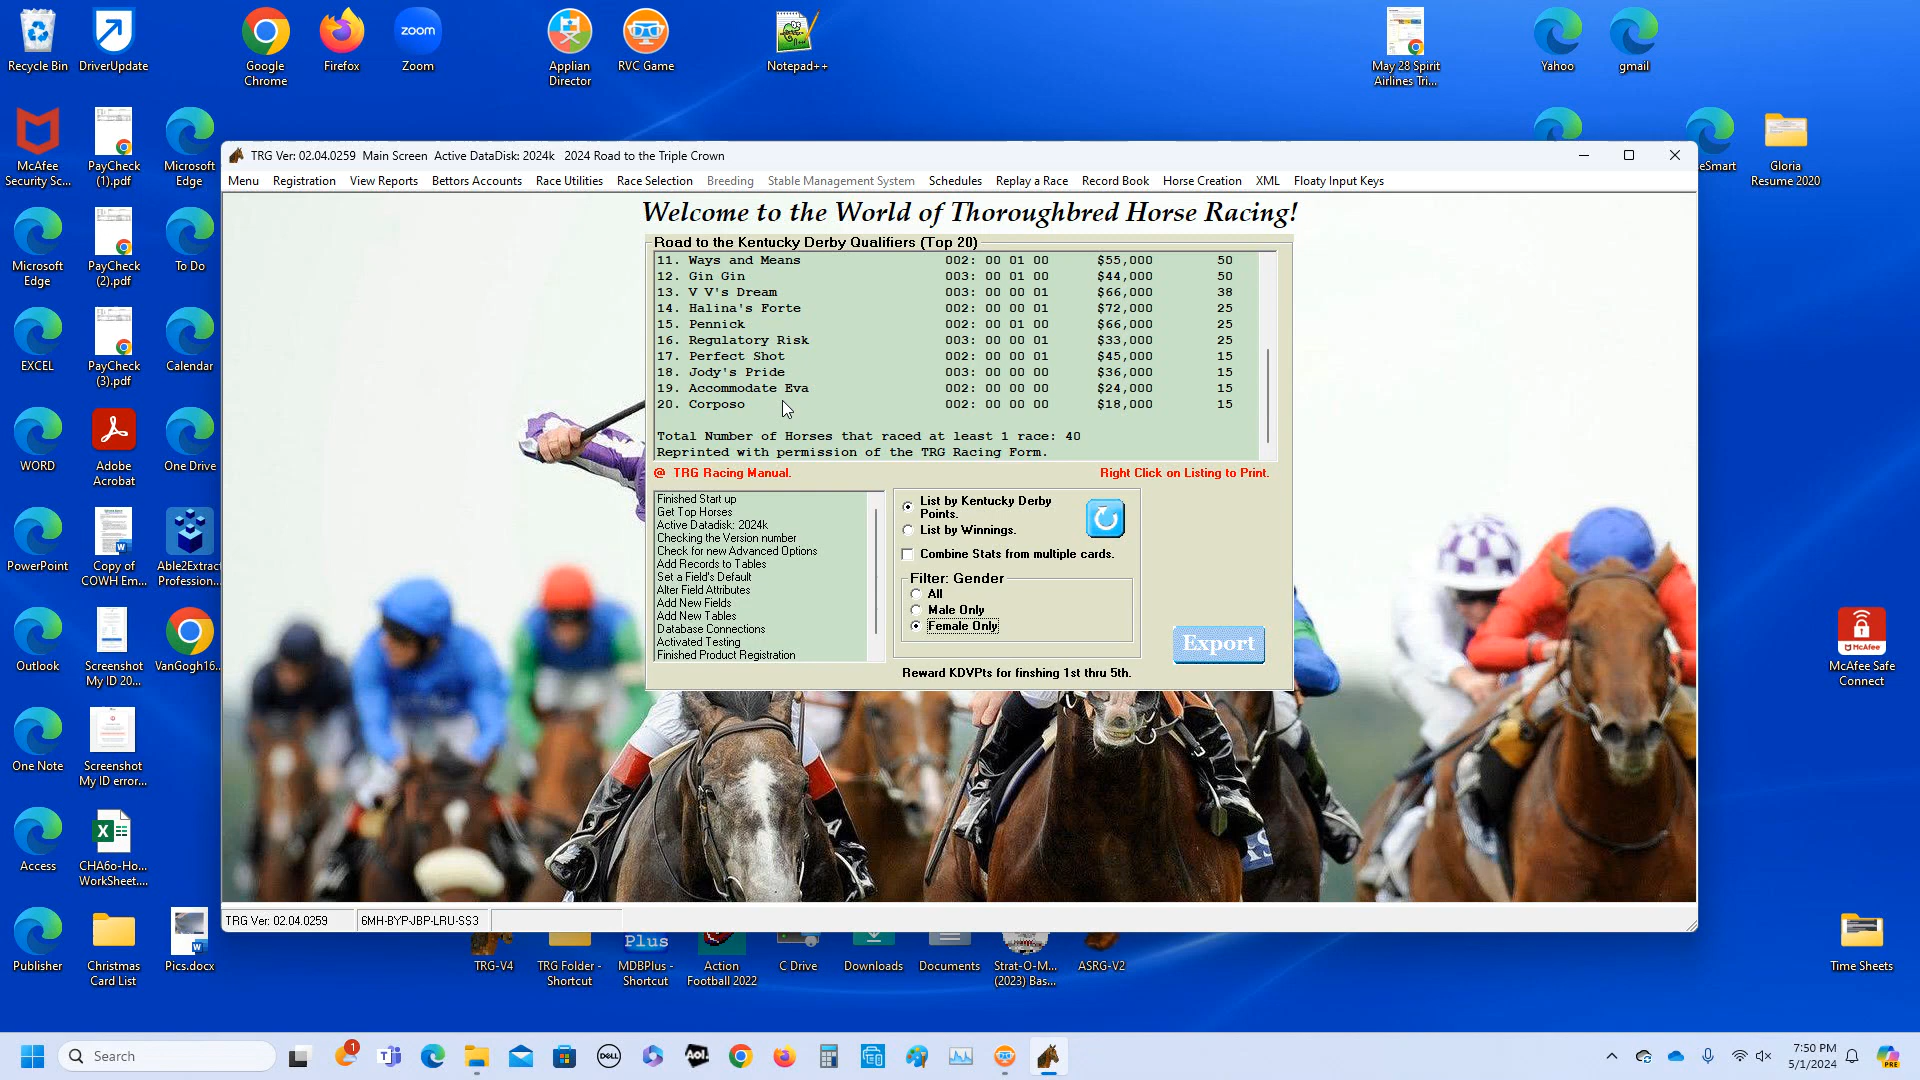 Recycle Bin
DriverUpdate
Google
Chrome
Firefox
zoom
Zoom
Applian
Director
RVC Game
Notepad++
May 28 Spirit
Airlines Tri...
Yahoo
gmail
McAfee
Security Sc...
PayCheck
(1).pdf
Microsoft
Edge
eSmart
Gloria
Resume 2020
TRG Ver: 02.04.0259 Main Screen Active DataDisk: 2024k 2024 Road to the Triple Crown
Menu Registration View Reports Bettors Accounts Race Utilities Race Selection Breeding Stable Management System Schedules Replay a Race Record Book Horse Creation XML Floaty Input Keys
Welcome to the World of Thoroughbred Horse Racing!
Road to the Kentucky Derby Qualifiers (Top 20)
11. Ways and Means 002: 00 01 00 $55,000 50
12. Gin Gin 003: 00 01 00 $44,000 50
13. V V's Dream 003: 00 00 01 $66,000 38
14. Halina's Forte 002: 00 00 01 $72,000 25
15. Pennick 002: 00 01 00 $66,000 25
16. Regulatory Risk 003: 00 00 01 $33,000 25
17. Perfect Shot 002: 00 00 01 $45,000 15
18. Jody's Pride 003: 00 00 00 $36,000 15
19. Accommodate Eva 002: 00 00 00 $24,000 15
20. Corposo 002: 00 00 00 $18,000 15
Total Number of Horses that raced at least 1 race: 40
Reprinted with permission of the TRG Racing Form.
@ TRG Racing Manual. Right Click on Listing to Print.
Finished Start up
Get Top Horses
Active Datadisk: 2024k
Checking the Version number
Check for new Advanced Options
Add Records to Tables
Set a Field's Default
Alter Field Attributes
Add New Fields
Add New Tables
Database Connections
Activated Testing
Finished Product Registration
List by Kentucky Derby
Points.
List by Winnings.
Combine Stats from multiple cards.
Filter: Gender
All
Male Only
Female Only
Export
Reward KDVPts for finshing 1st thru 5th.
TRG Ver: 02.04.0259 6MH-BYP-JBP-LRU-SS3
Microsoft
Edge
PayCheck
(2).pdf
To Do
EXCEL
PayCheck
(3).pdf
Calendar
WORD
Adobe
Acrobat
One Drive
PowerPoint
Copy of
COWH Em...
Able2Extract
Profession...
Outlook
Screenshot
My ID 20...
VanGogh16...
McAfee
McAfee Safe
Connect
One Note
Screenshot
My ID error...
Access
CHA6o-Ho...
WorkSheet....
Publisher
Christmas
Card List
Pics.docx
TRG-V4
TRG Folder -
Shortcut
Plus
MDBPlus -
Shortcut
Action
Football 2022
C Drive
Downloads
Documents
Strat-O-M...
(2023) Bas...
ASRG-V2
Time Sheets
Search
1
DELL
Aol.
7:50 PM
5/1/2024
PRE